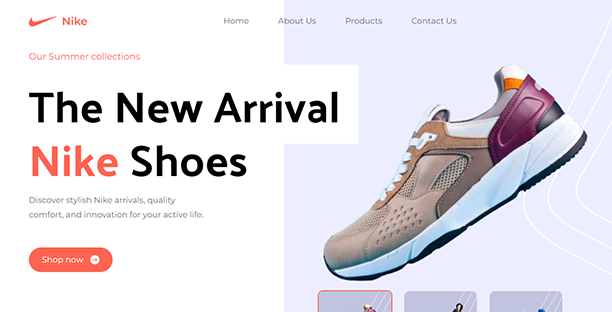 Nike
Home About Us Products Contact Us
Our Summer collections
The New Arrival
Nike Shoes
Discover stylish Nike arrivals, quality
comfort, and innovation for your active life.
Shop now